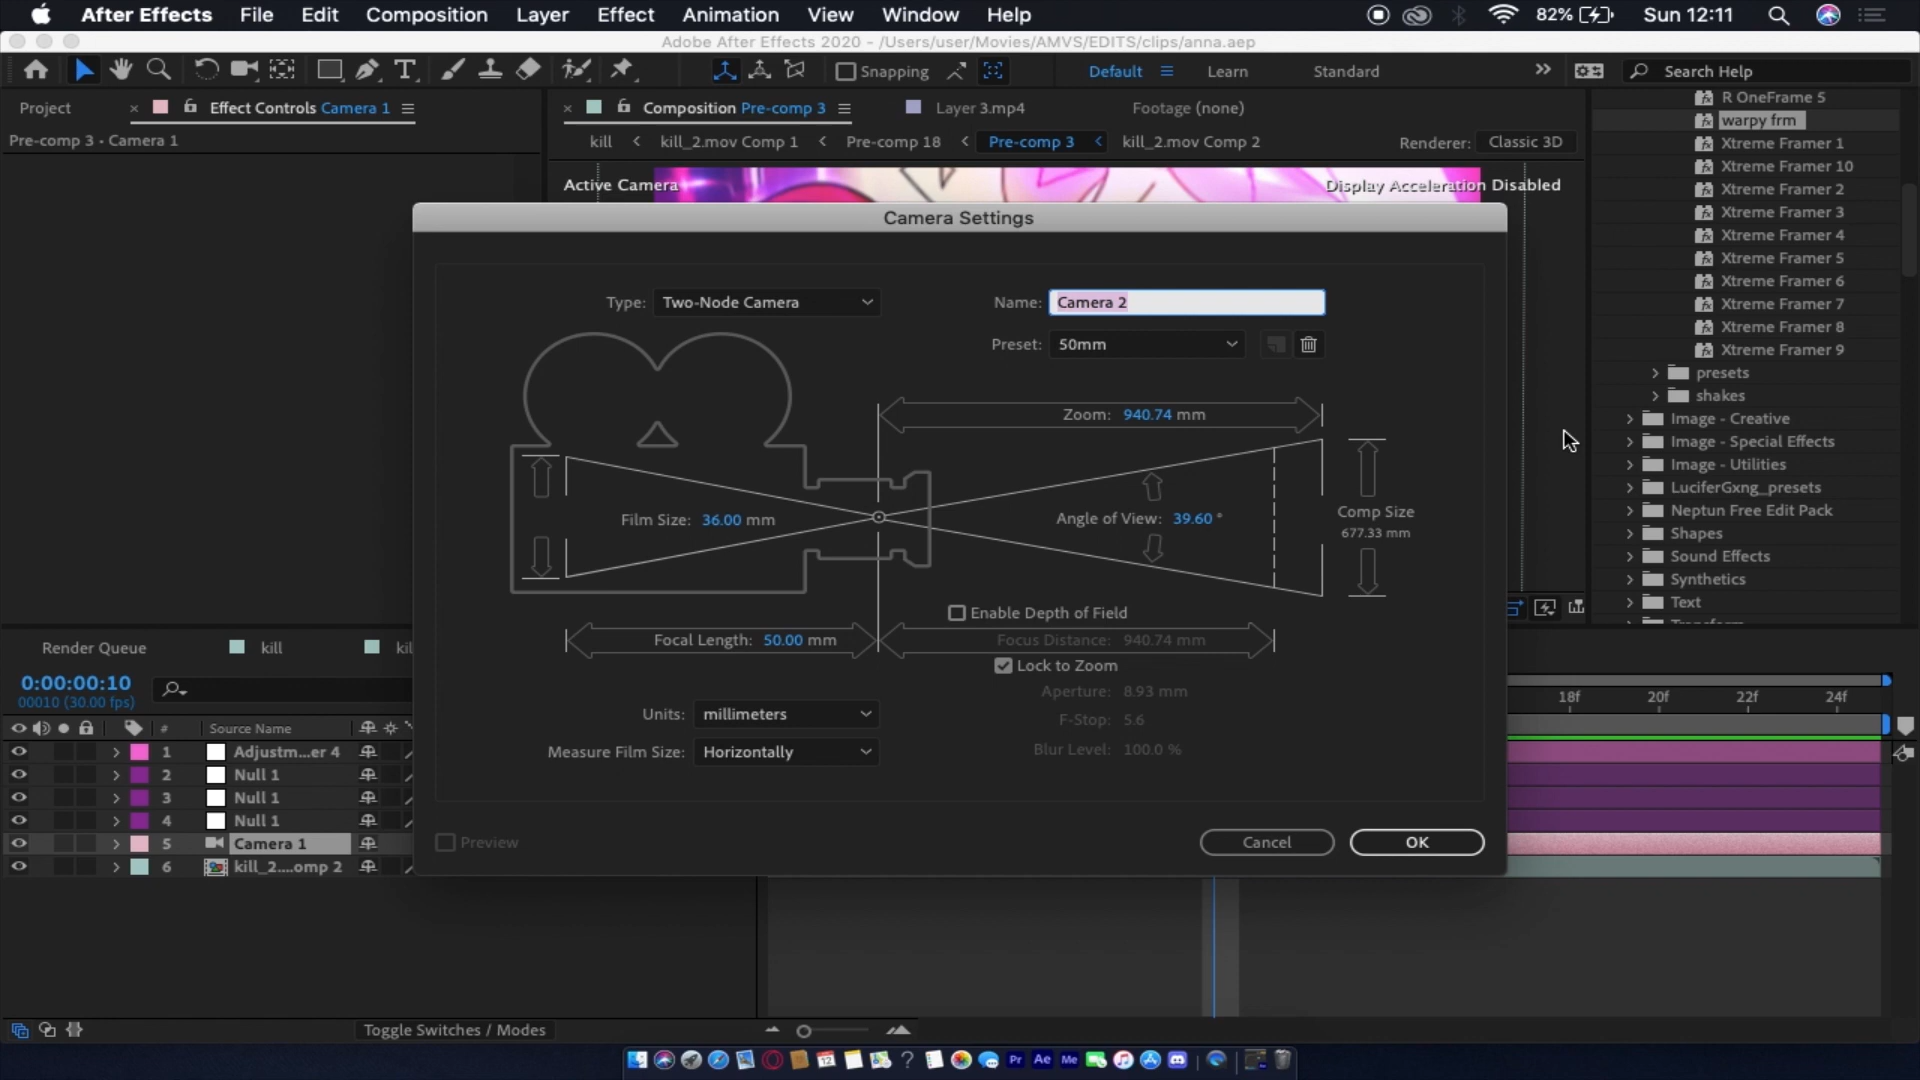 After Effects File Edit Composition Layer Effect Animation View Window Help 82% Sun 12:11
Adobe After Effects 2020 - /Users/user/Movies/AMVS/EDITS/clips/anna.aep
Snapping Default Learn Standard Search Help
Project Effect Controls Camera 1 Composition Pre-comp 3 Layer 3.mp4 Footage (none)
Pre-comp 3 • Camera 1
kill kill_2.mov Comp 1 Pre-comp 18 Pre-comp 3 kill_2.mov Comp 2 Renderer: Classic 3D
Active Camera Display Acceleration Disabled
R OneFrame 5
warpy frm
Xtreme Framer 1
Xtreme Framer 10
Xtreme Framer 2
Xtreme Framer 3
Xtreme Framer 4
Xtreme Framer 5
Xtreme Framer 6
Xtreme Framer 7
Xtreme Framer 8
Xtreme Framer 9
presets
shakes
Image - Creative
Image - Special Effects
Image - Utilities
LuciferGxng_presets
Neptun Free Edit Pack
Shapes
Sound Effects
Synthetics
Text
Camera Settings
Type: Two-Node Camera Name: Camera 2
Preset: 50mm
Zoom: 940.74 mm
Film Size: 36.00 mm Angle of View: 39.60 ° Comp Size
677.33 mm
Enable Depth of Field
Focal Length: 50.00 mm Focus Distance: 940.74 mm
Lock to Zoom
Aperture: 8.93 mm
Units: millimeters F-Stop: 5.6
Measure Film Size: Horizontally Blur Level: 100.0 %
Preview Cancel OK
Render Queue kill kil
0:00:00:10
00010 (30.00 fps)
18f 20f 22f 24f
# Source Name
1 Adjustm...er 4
2 Null 1
3 Null 1
4 Null 1
5 Camera 1
6 kill_2....omp 2
Toggle Switches / Modes
12 ? Pr Ae Me